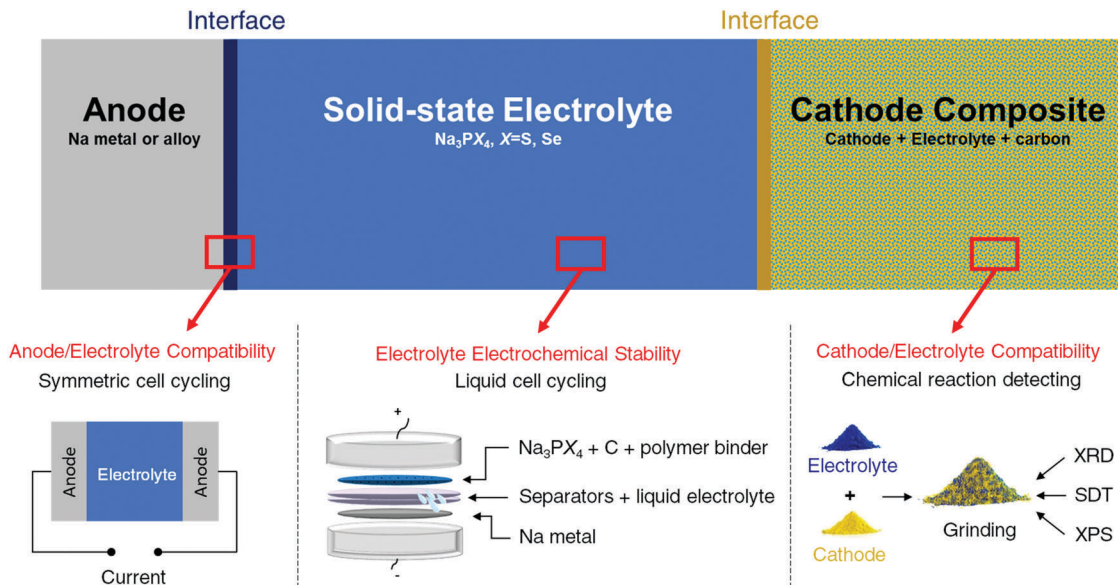 Interface
Interface
Anode
Na metal or alloy
Solid-state Electrolyte
Na₃PX₄, X=S, Se
Cathode Composite
Cathode + Electrolyte + carbon
Anode/Electrolyte Compatibility
Symmetric cell cycling
Anode
Electrolyte
Anode
Current
Electrolyte Electrochemical Stability
Liquid cell cycling
+
Na₃PX₄ + C + polymer binder
Separators + liquid electrolyte
Na metal
-
Cathode/Electrolyte Compatibility
Chemical reaction detecting
Electrolyte
+
Cathode
Grinding
XRD
SDT
XPS